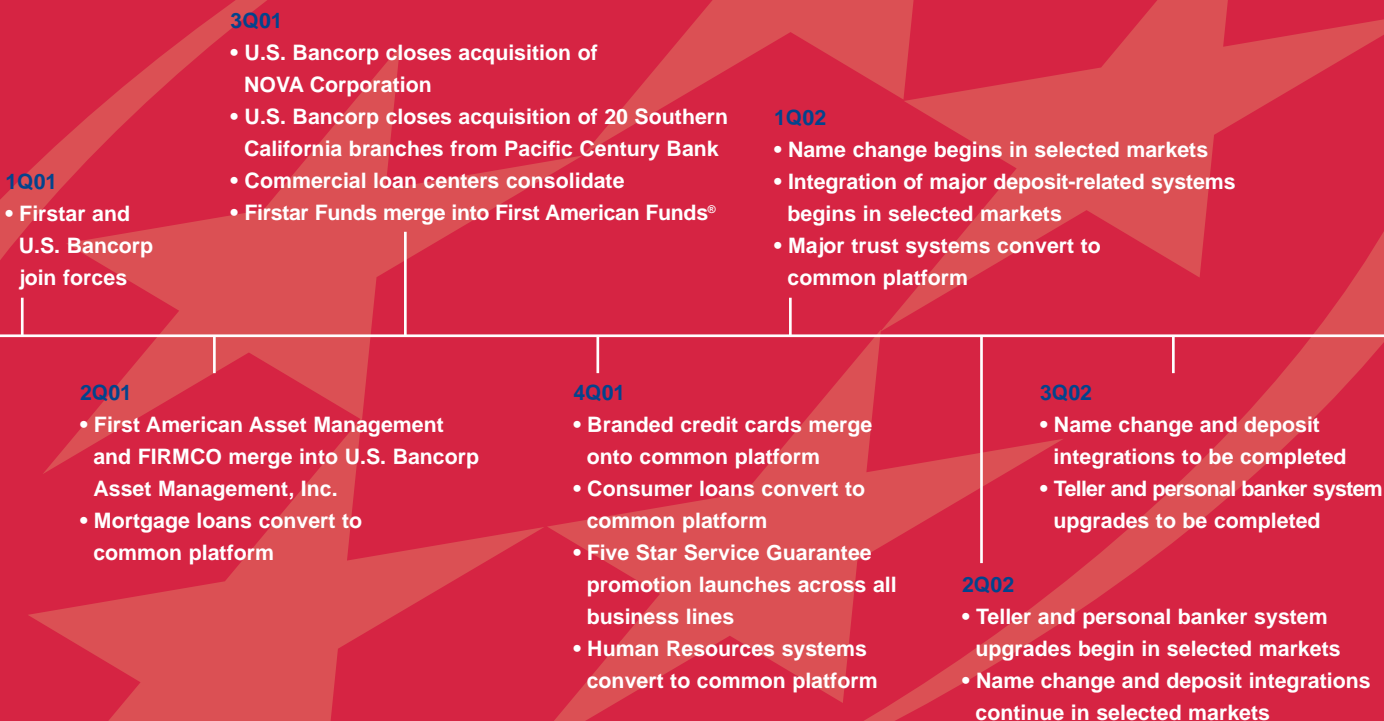 1Q01
• Firstar and
U.S. Bancorp
join forces
2Q01
• First American Asset Management
and FIRMCO merge into U.S. Bancorp
Asset Management, Inc.
• Mortgage loans convert to
common platform
3Q01
• U.S. Bancorp closes acquisition of
NOVA Corporation
• U.S. Bancorp closes acquisition of 20 Southern
California branches from Pacific Century Bank
• Commercial loan centers consolidate
• Firstar Funds merge into First American Funds®
4Q01
• Branded credit cards merge
onto common platform
• Consumer loans convert to
common platform
• Five Star Service Guarantee
promotion launches across all
business lines
• Human Resources systems
convert to common platform
1Q02
• Name change begins in selected markets
• Integration of major deposit-related systems
begins in selected markets
• Major trust systems convert to
common platform
2Q02
• Teller and personal banker system
upgrades begin in selected markets
• Name change and deposit integrations
continue in selected markets
3Q02
• Name change and deposit
integrations to be completed
• Teller and personal banker system
upgrades to be completed